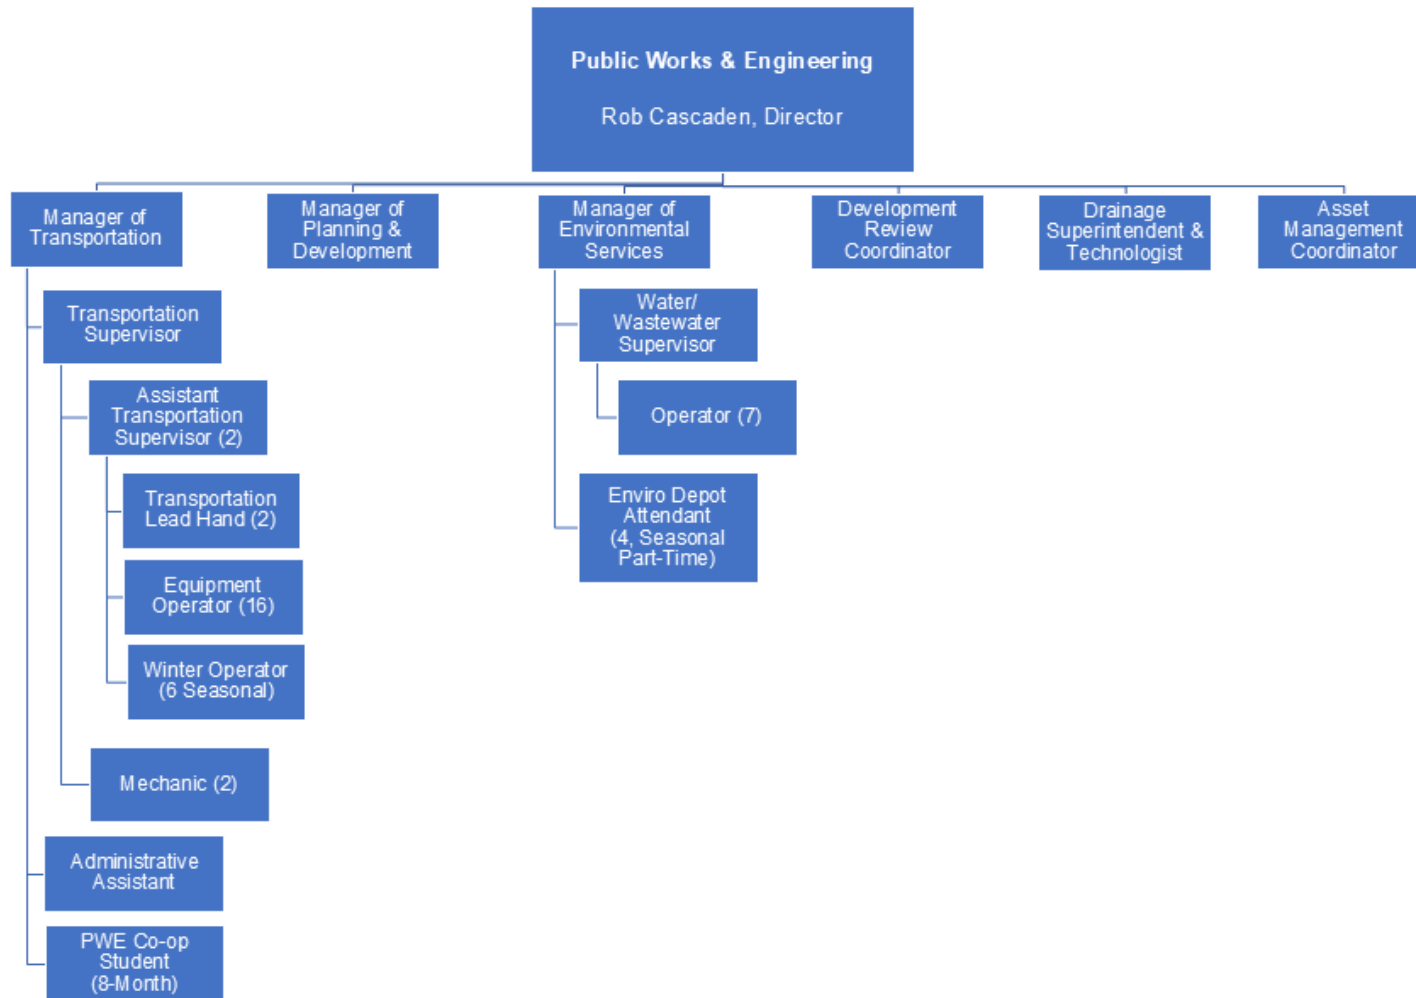 Public Works & Engineering
Rob Cascaden, Director
Manager of
Transportation
Manager of
Planning &
Development
Manager of
Environmental
Services
Development
Review
Coordinator
Drainage
Superintendent &
Technologist
Asset
Management
Coordinator
Transportation
Supervisor
Assistant
Transportation
Supervisor (2)
Transportation
Lead Hand (2)
Equipment
Operator (16)
Winter Operator
(6 Seasonal)
Mechanic (2)
Administrative
Assistant
PWE Co-op
Student
(8-Month)
Water/
Wastewater
Supervisor
Operator (7)
Enviro Depot
Attendant
(4, Seasonal
Part-Time)